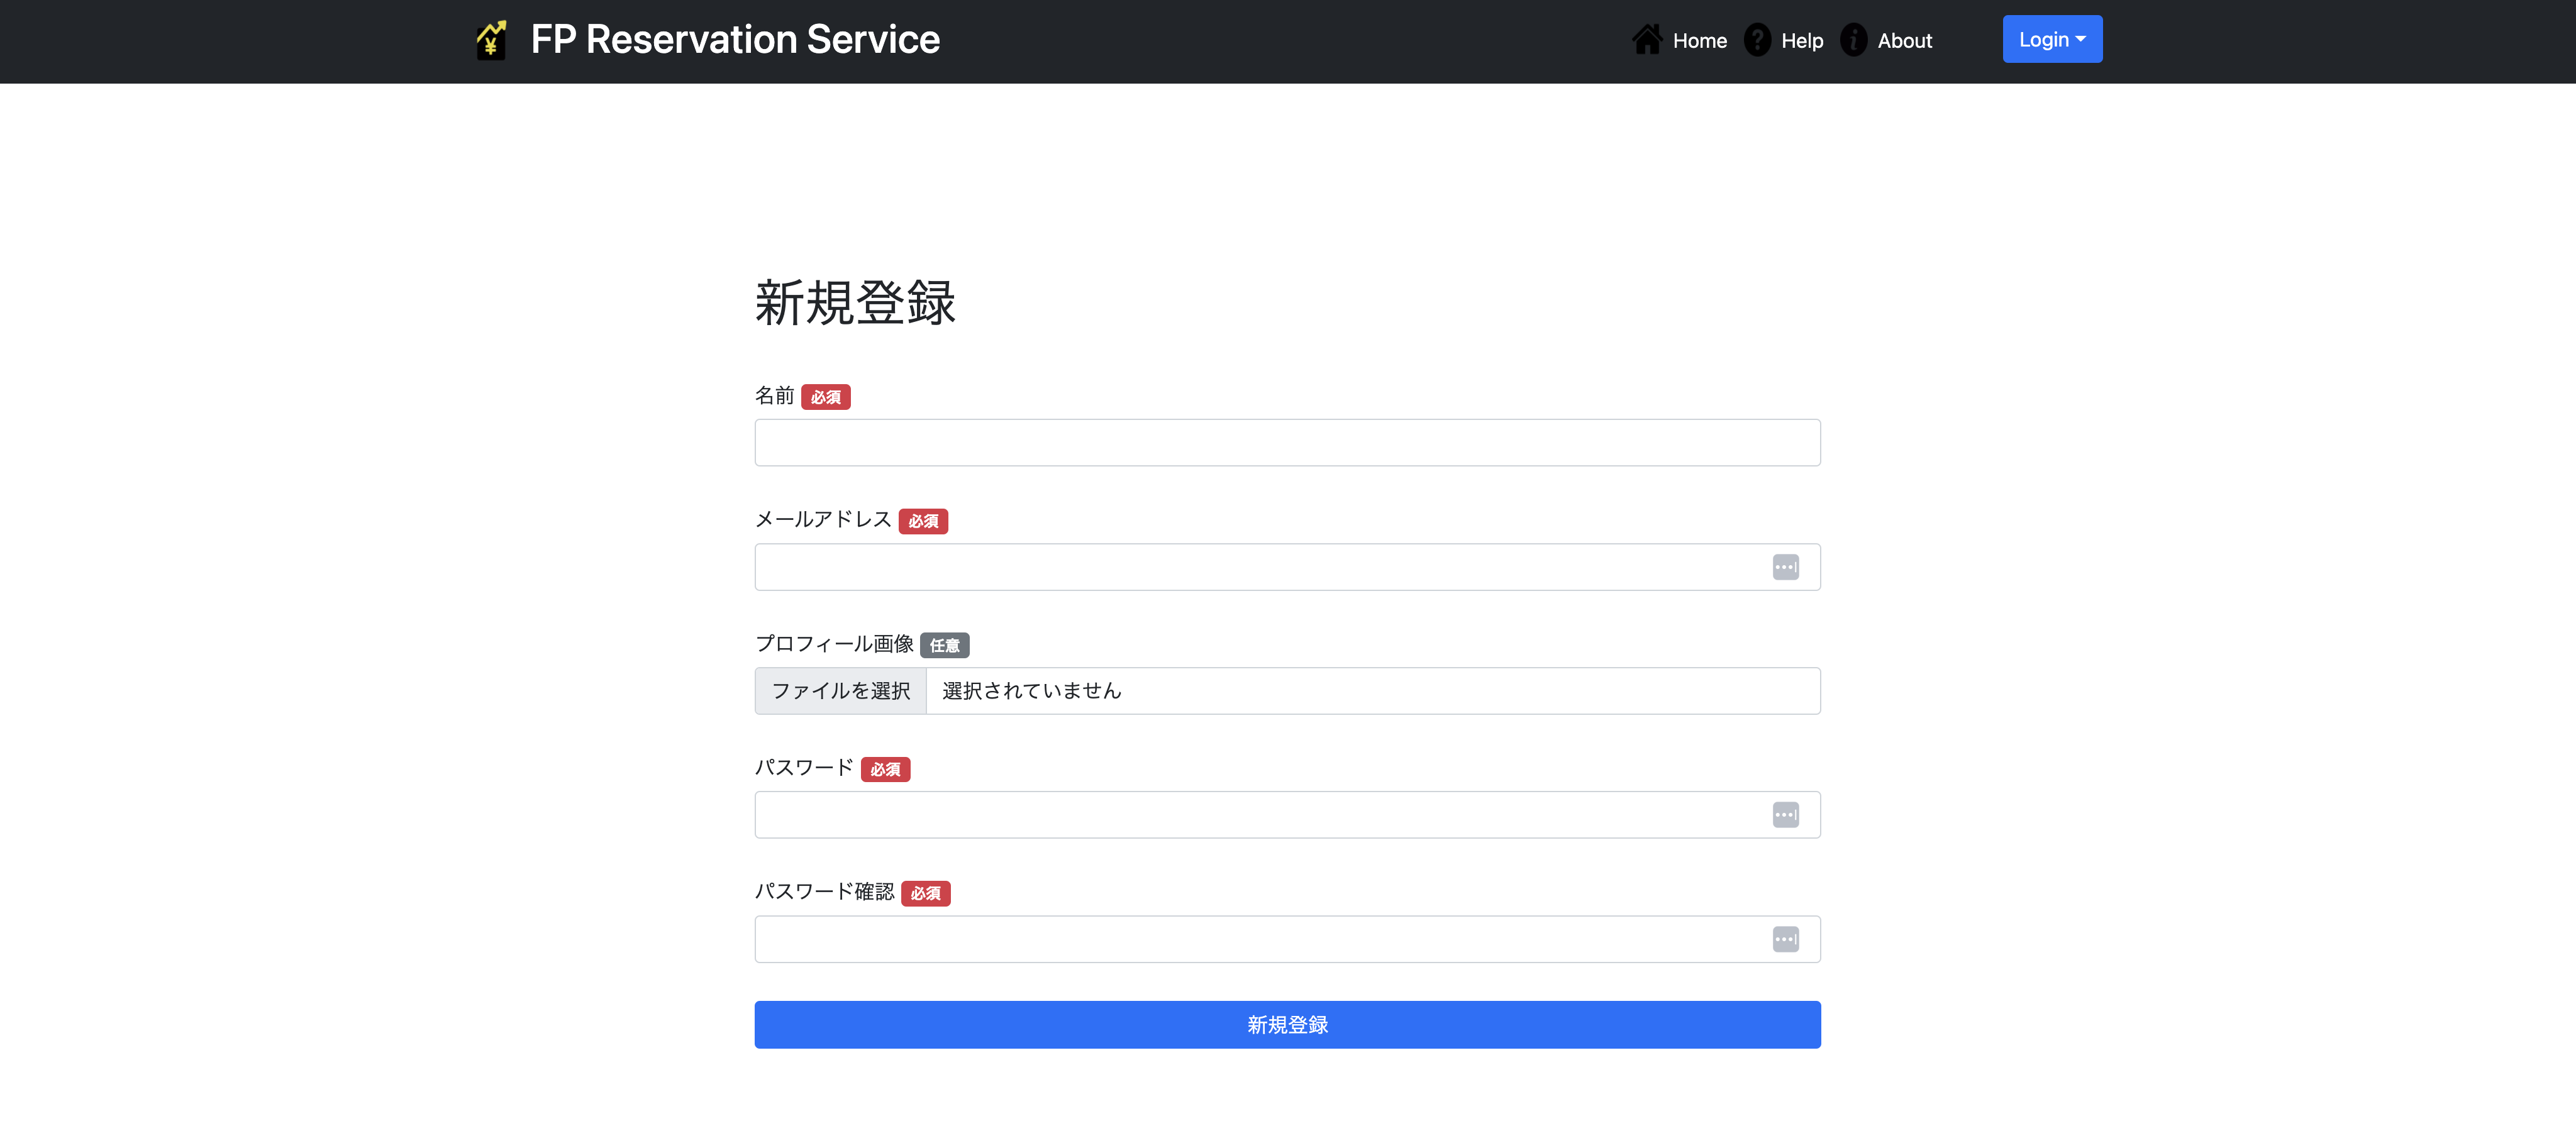 FP Reservation Service
Home Help About Login
新規登録
名前 必須
メールアドレス 必須
プロフィール画像 任意
ファイルを選択 選択されていません
パスワード 必須
パスワード確認 必須
新規登録